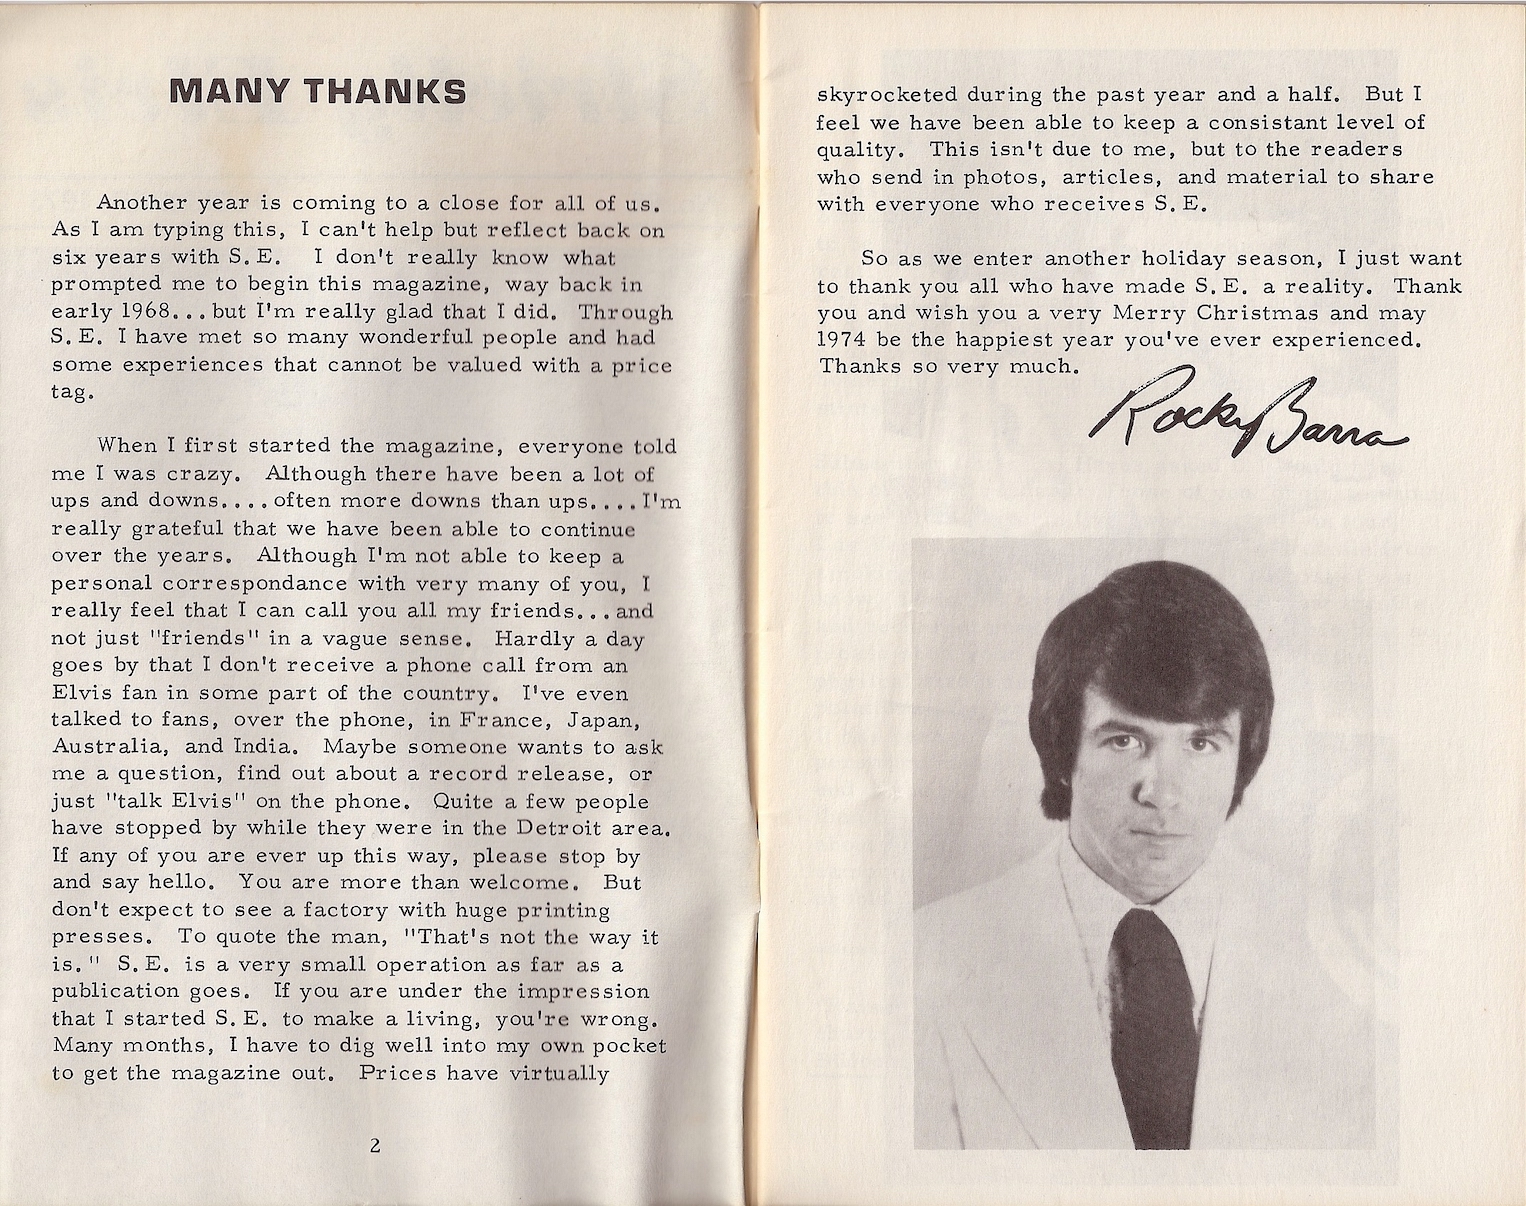 MANY THANKS
Another year is coming to a close for all of us.
As I am typing this, I can't help but reflect back on
six years with S.E. I don't really know what
prompted me to begin this magazine, way back in
early 1968...but I'm really glad that I did. Through
S.E. I have met so many wonderful people and had
some experiences that cannot be valued with a price
tag.
When I first started the magazine, everyone told
me I was crazy. Although there have been a lot of
ups and downs....often more downs than ups....I'm
really grateful that we have been able to continue
over the years. Although I'm not able to keep a
personal correspondance with very many of you, I
really feel that I can call you all my friends...and
not just "friends" in a vague sense. Hardly a day
goes by that I don't receive a phone call from an
Elvis fan in some part of the country. I've even
talked to fans, over the phone, in France, Japan,
Australia, and India. Maybe someone wants to ask
me a question, find out about a record release, or
just "talk Elvis" on the phone. Quite a few people
have stopped by while they were in the Detroit area.
If any of you are ever up this way, please stop by
and say hello. You are more than welcome. But
don't expect to see a factory with huge printing
presses. To quote the man, "That's not the way it
is." S.E. is a very small operation as far as a
publication goes. If you are under the impression
that I started S.E. to make a living, you're wrong.
Many months, I have to dig well into my own pocket
to get the magazine out. Prices have virtually
2
skyrocketed during the past year and a half. But I
feel we have been able to keep a consistant level of
quality. This isn't due to me, but to the readers
who send in photos, articles, and material to share
with everyone who receives S.E.
So as we enter another holiday season, I just want
to thank you all who have made S.E. a reality. Thank
you and wish you a very Merry Christmas and may
1974 be the happiest year you've ever experienced.
Thanks so very much.
Rocky Barra